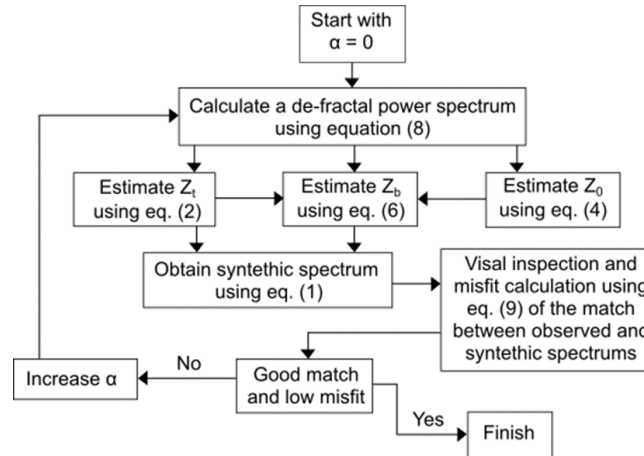 Start with
α = 0
Calculate a de-fractal power spectrum
using equation (8)
Estimate Zt
using eq. (2)
Estimate Zb
using eq. (6)
Estimate Z0
using eq. (4)
Obtain syntethic spectrum
using eq. (1)
Visal inspection and
misfit calculation using
eq. (9) of the match
between observed and
syntethic spectrums
Increase α
No
Good match
and low misfit
Yes
Finish